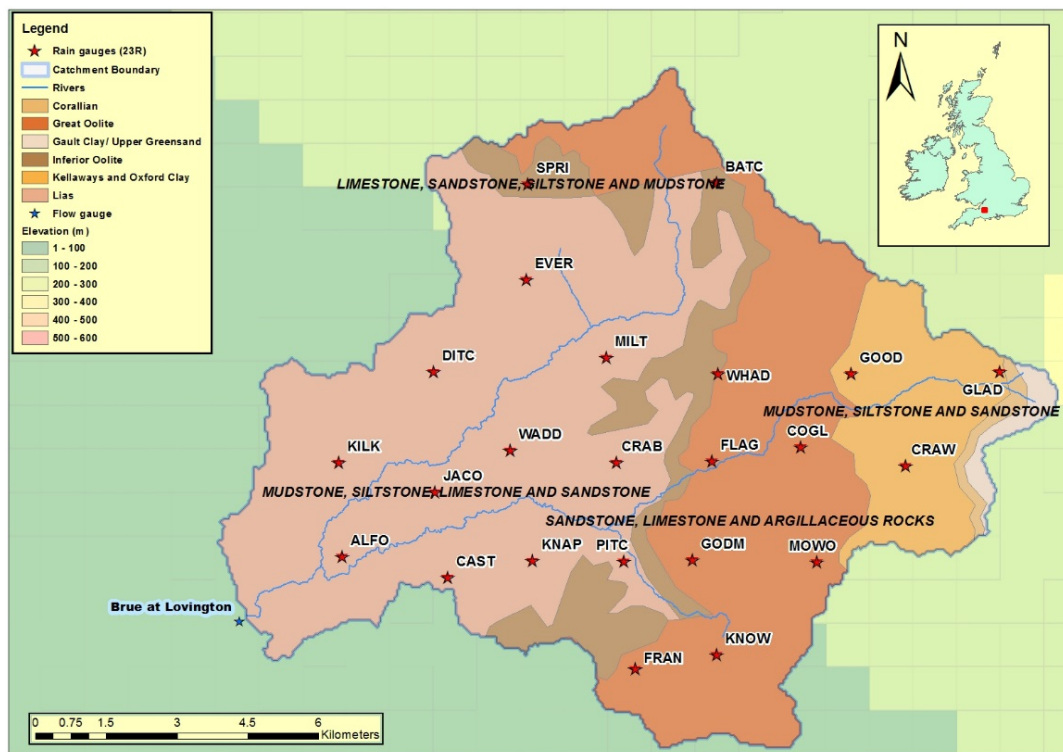 Legend
Rain gauges (23R)
Catchment Boundary
Rivers
Corallian
Great Oolite
Gault Clay/ Upper Greensand
Inferior Oolite
Kellaways and Oxford Clay
Lias
Flow gauge
Elevation (m)
1 - 100
100 - 200
200 - 300
300 - 400
400 - 500
500 - 600
N
SPRI
BATC
LIMESTONE, SANDSTONE, SILTSTONE AND MUDSTONE
EVER
MILT
DITC
WHAD
GOOD
GLAD
MUDSTONE, SILTSTONE AND SANDSTONE
WADD
CRAB
FLAG
COGL
CRAW
KILK
JACO
MUDSTONE, SILTSTONE, LIMESTONE AND SANDSTONE
SANDSTONE, LIMESTONE AND ARGILLACEOUS ROCKS
ALFO
CAST
KNAP
PITC
GODM
MOWO
Brue at Lovington
KNOW
FRAN
0 0.75 1.5 3 4.5 6
Kilometers